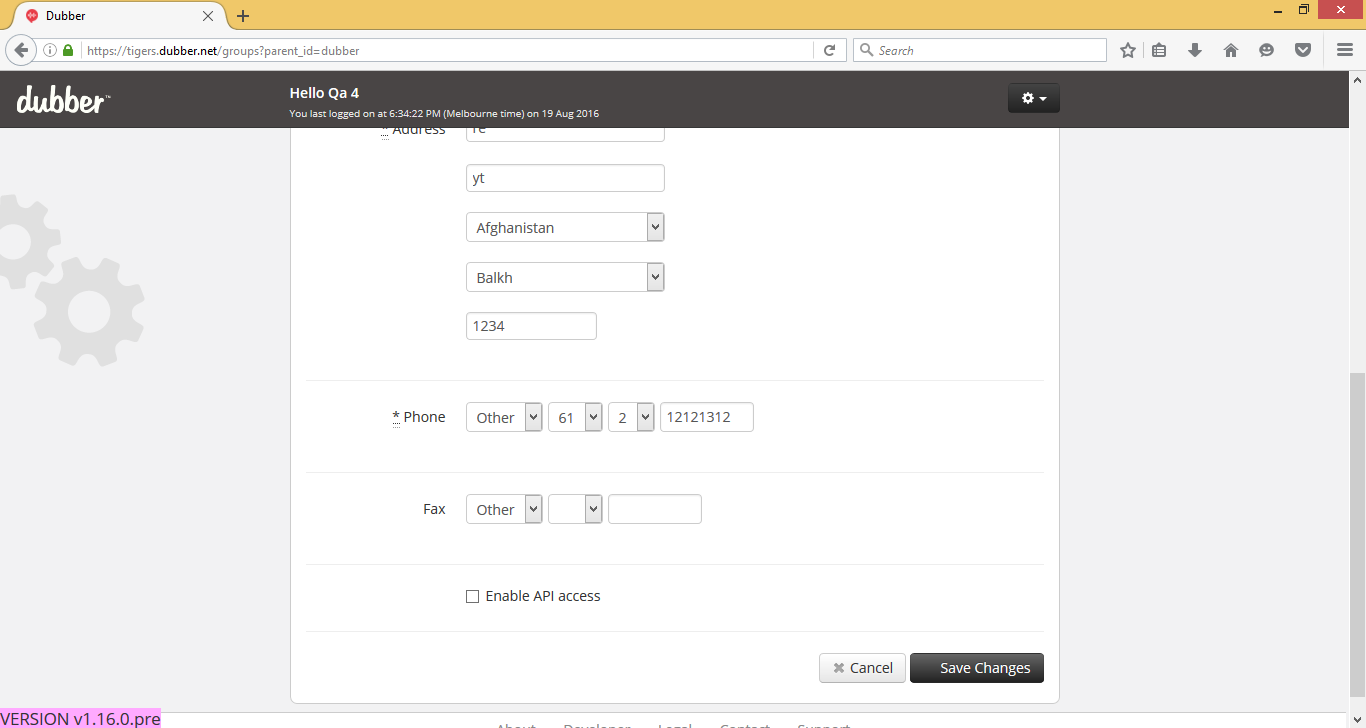 Dubber
https://tigers.dubber.net/groups?parent_id=dubber
Search
dubber™
Hello Qa 4
You last logged on at 6:34:22 PM (Melbourne time) on 19 Aug 2016
* Address
re
yt
Afghanistan
Balkh
1234
* Phone
Other
61
2
12121312
Fax
Other
Enable API access
Cancel
Save Changes
VERSION v1.16.0.pre
About
Developer
Legal
Contact
Support